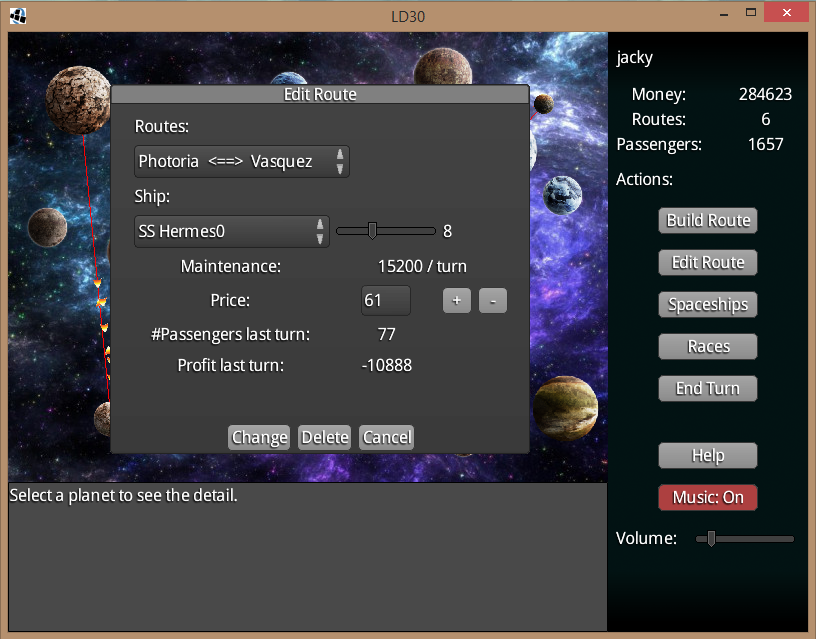 LD30
Edit Route
Routes:
Photoria <==> Vasquez
Ship:
SS Hermes0 8
Maintenance: 15200 / turn
Price: 61 + -
#Passengers last turn: 77
Profit last turn: -10888
Change Delete Cancel
Select a planet to see the detail.
jacky
Money: 284623
Routes: 6
Passengers: 1657
Actions:
Build Route
Edit Route
Spaceships
Races
End Turn
Help
Music: On
Volume: